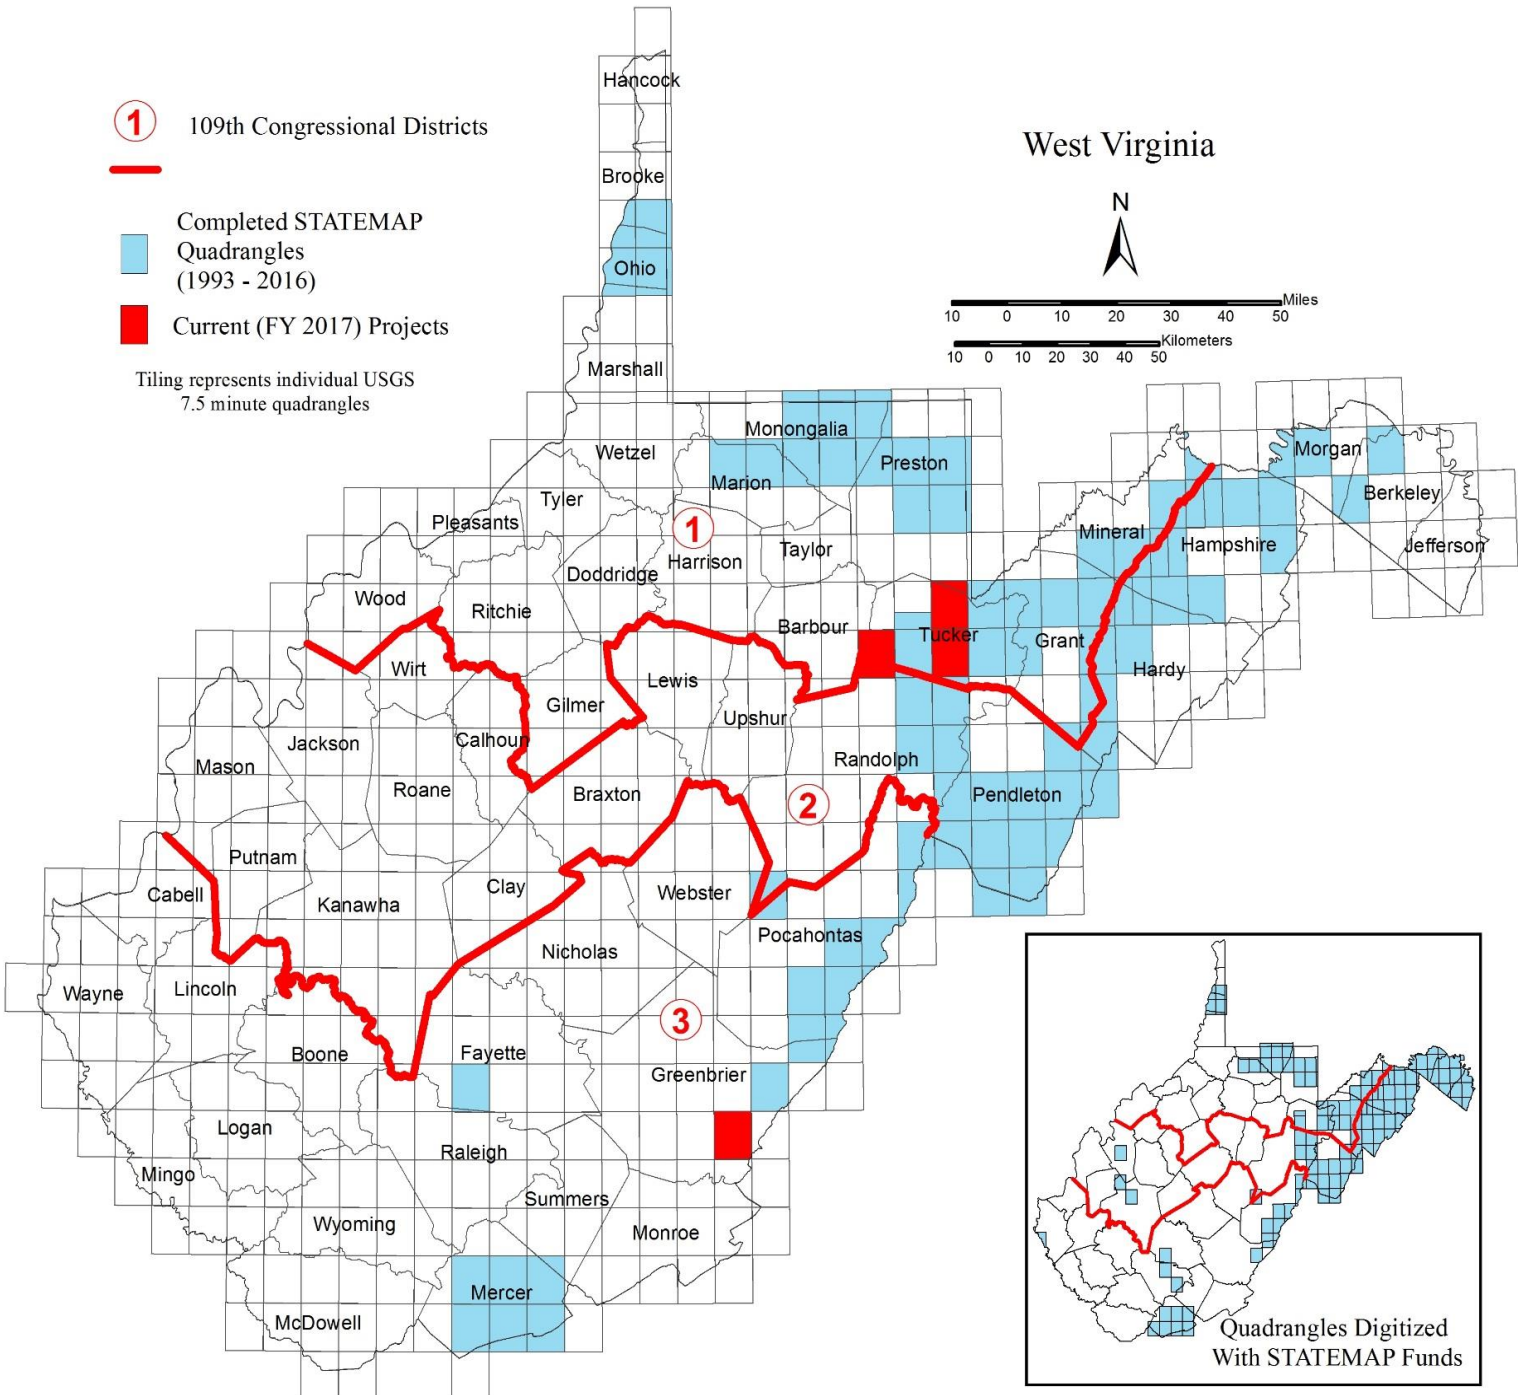 Hancock
1 109th Congressional Districts
West Virginia
Brooke
N
Completed STATEMAP
Quadrangles
(1993 - 2016)
Ohio
10 0 10 20 30 40 50 Miles
Current (FY 2017) Projects
10 0 10 20 30 40 50 Kilometers
Marshall
Tiling represents individual USGS
7.5 minute quadrangles
Monongalia
Morgan
Wetzel
Preston
Marion
Berkeley
Tyler
Pleasants
1
Mineral
Hampshire
Jefferson
Taylor
Harrison
Doddridge
Wood
Ritchie
Barbour
Tucker
Grant
Wirt
Hardy
Lewis
Gilmer
Upshur
Jackson
Calhoun
Randolph
Mason
Roane
Braxton
2
Pendleton
Putnam
Clay
Webster
Cabell
Kanawha
Pocahontas
Nicholas
Wayne
Lincoln
3
Boone
Fayette
Greenbrier
Logan
Raleigh
Mingo
Summers
Wyoming
Monroe
Mercer
McDowell
Quadrangles Digitized
With STATEMAP Funds